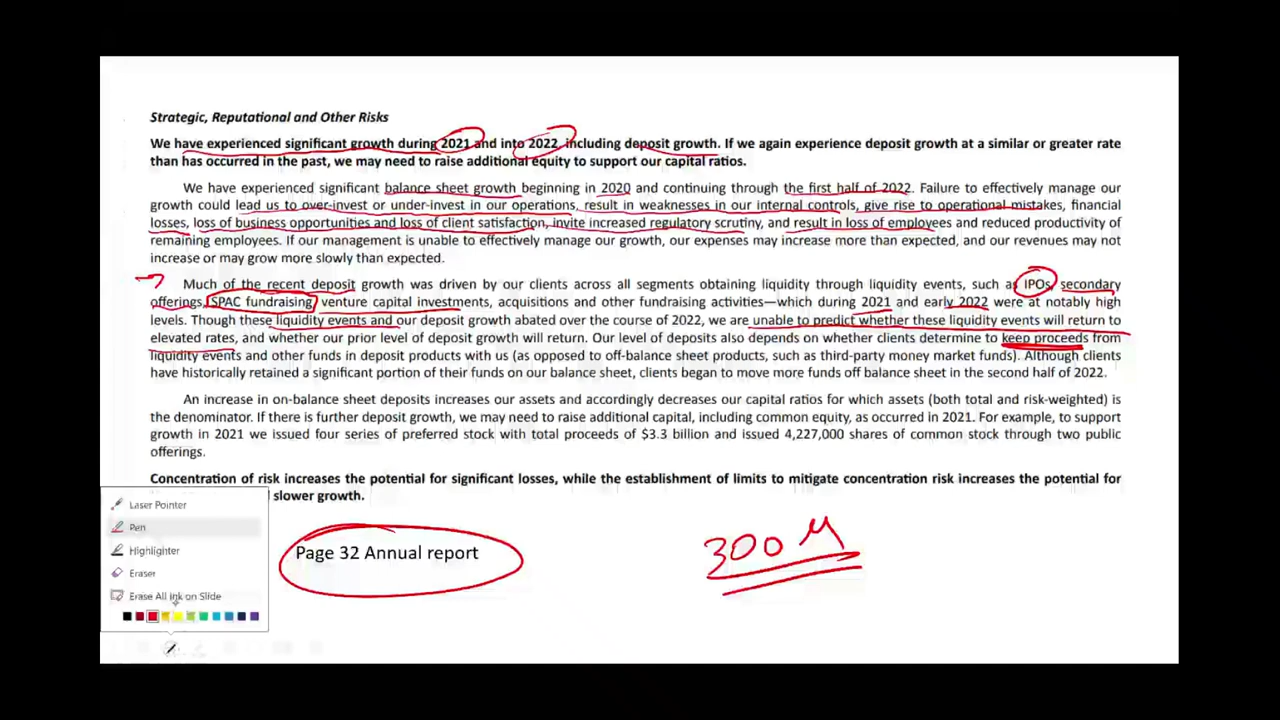 Strategic, Reputational and Other Risks
We have experienced significant growth during 2021 and into 2022, including deposit growth. If we again experience deposit growth at a similar or greater rate
than has occurred in the past, we may need to raise additional equity to support our capital ratios.
We have experienced significant balance sheet growth beginning in 2020 and continuing through the first half of 2022. Failure to effectively manage our
growth could lead us to over-invest or under-invest in our operations, result in weaknesses in our internal controls, give rise to operational mistakes, financial
losses, loss of business opportunities and loss of client satisfaction, invite increased regulatory scrutiny, and result in loss of employees and reduced productivity of
remaining employees. If our management is unable to effectively manage our growth, our expenses may increase more than expected, and our revenues may not
increase or may grow more slowly than expected.
Much of the recent deposit growth was driven by our clients across all segments obtaining liquidity through liquidity events, such as IPOs, secondary
offerings, SPAC fundraising, venture capital investments, acquisitions and other fundraising activities—which during 2021 and early 2022 were at notably high
levels. Though these liquidity events and our deposit growth abated over the course of 2022, we are unable to predict whether these liquidity events will return to
elevated rates, and whether our prior level of deposit growth will return. Our level of deposits also depends on whether clients determine to keep proceeds from
liquidity events and other funds in deposit products with us (as opposed to off-balance sheet products, such as third-party money market funds). Although clients
have historically retained a significant portion of their funds on our balance sheet, clients began to move more funds off balance sheet in the second half of 2022.
An increase in on-balance sheet deposits increases our assets and accordingly decreases our capital ratios for which assets (both total and risk-weighted) is
the denominator. If there is further deposit growth, we may need to raise additional capital, including common equity, as occurred in 2021. For example, to support
growth in 2021 we issued four series of preferred stock with total proceeds of $3.3 billion and issued 4,227,000 shares of common stock through two public
offerings.
Concentration of risk increases the potential for significant losses, while the establishment of limits to mitigate concentration risk increases the potential for
slower growth.
Laser Pointer
Pen
Highlighter
Eraser
Erase All Ink on Slide
Page 32 Annual report
300 M